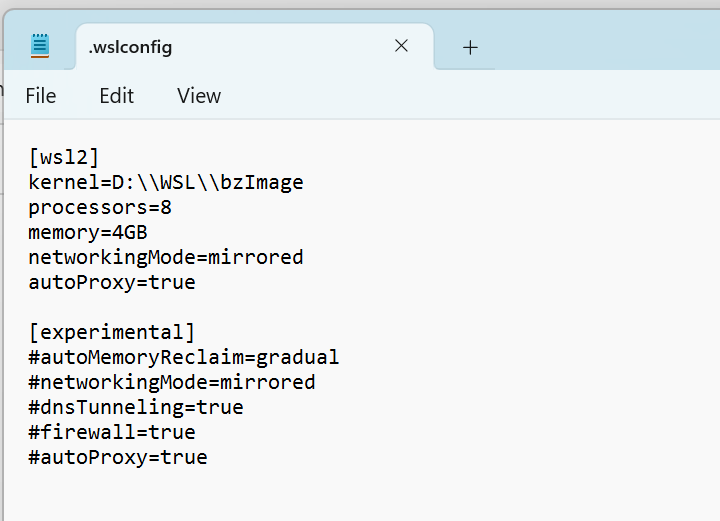 .wslconfig
File Edit View
[wsl2]
kernel=D:\\WSL\\bzImage
processors=8
memory=4GB
networkingMode=mirrored
autoProxy=true
[experimental]
#autoMemoryReclaim=gradual
#networkingMode=mirrored
#dnsTunneling=true
#firewall=true
#autoProxy=true